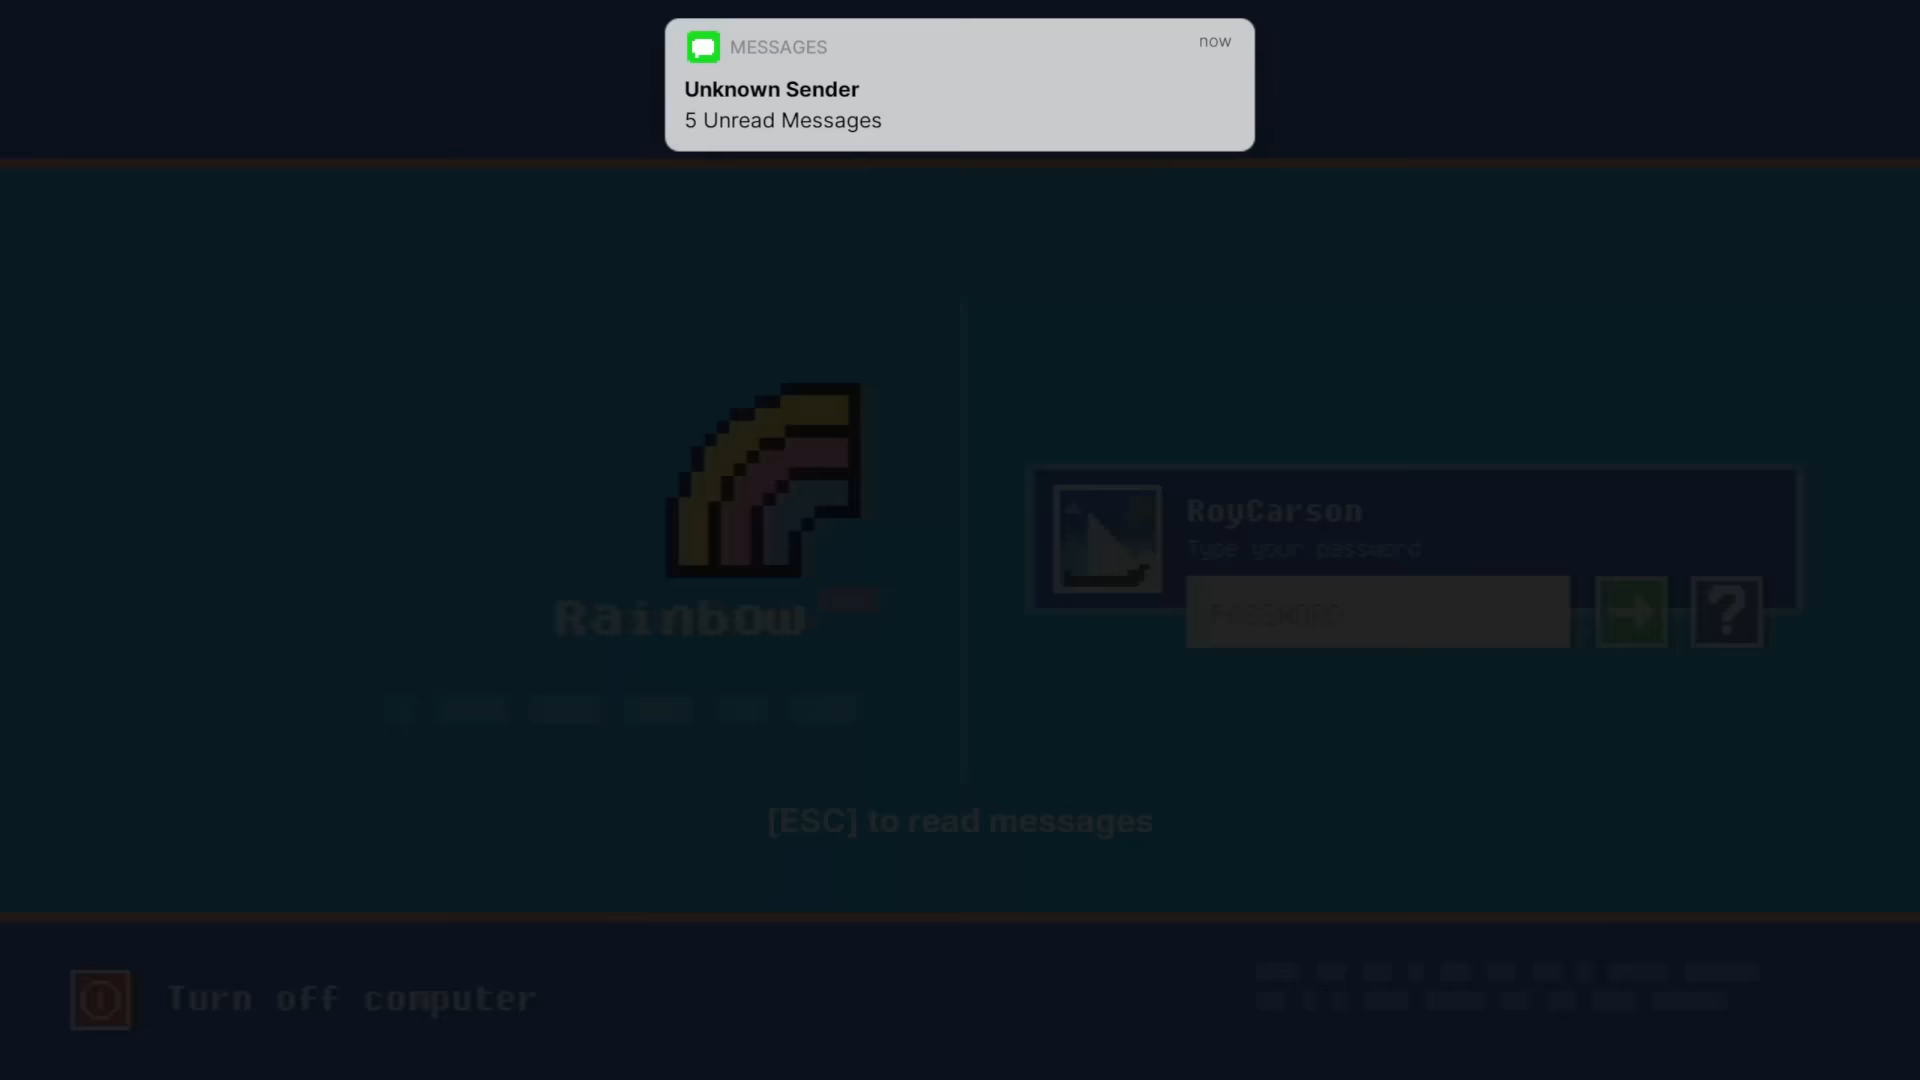 MESSAGES
now
Unknown Sender
5 Unread Messages
RoyCarson
Type your password
Rainbow
PASSWORD
?
[ESC] to read messages
Turn off computer